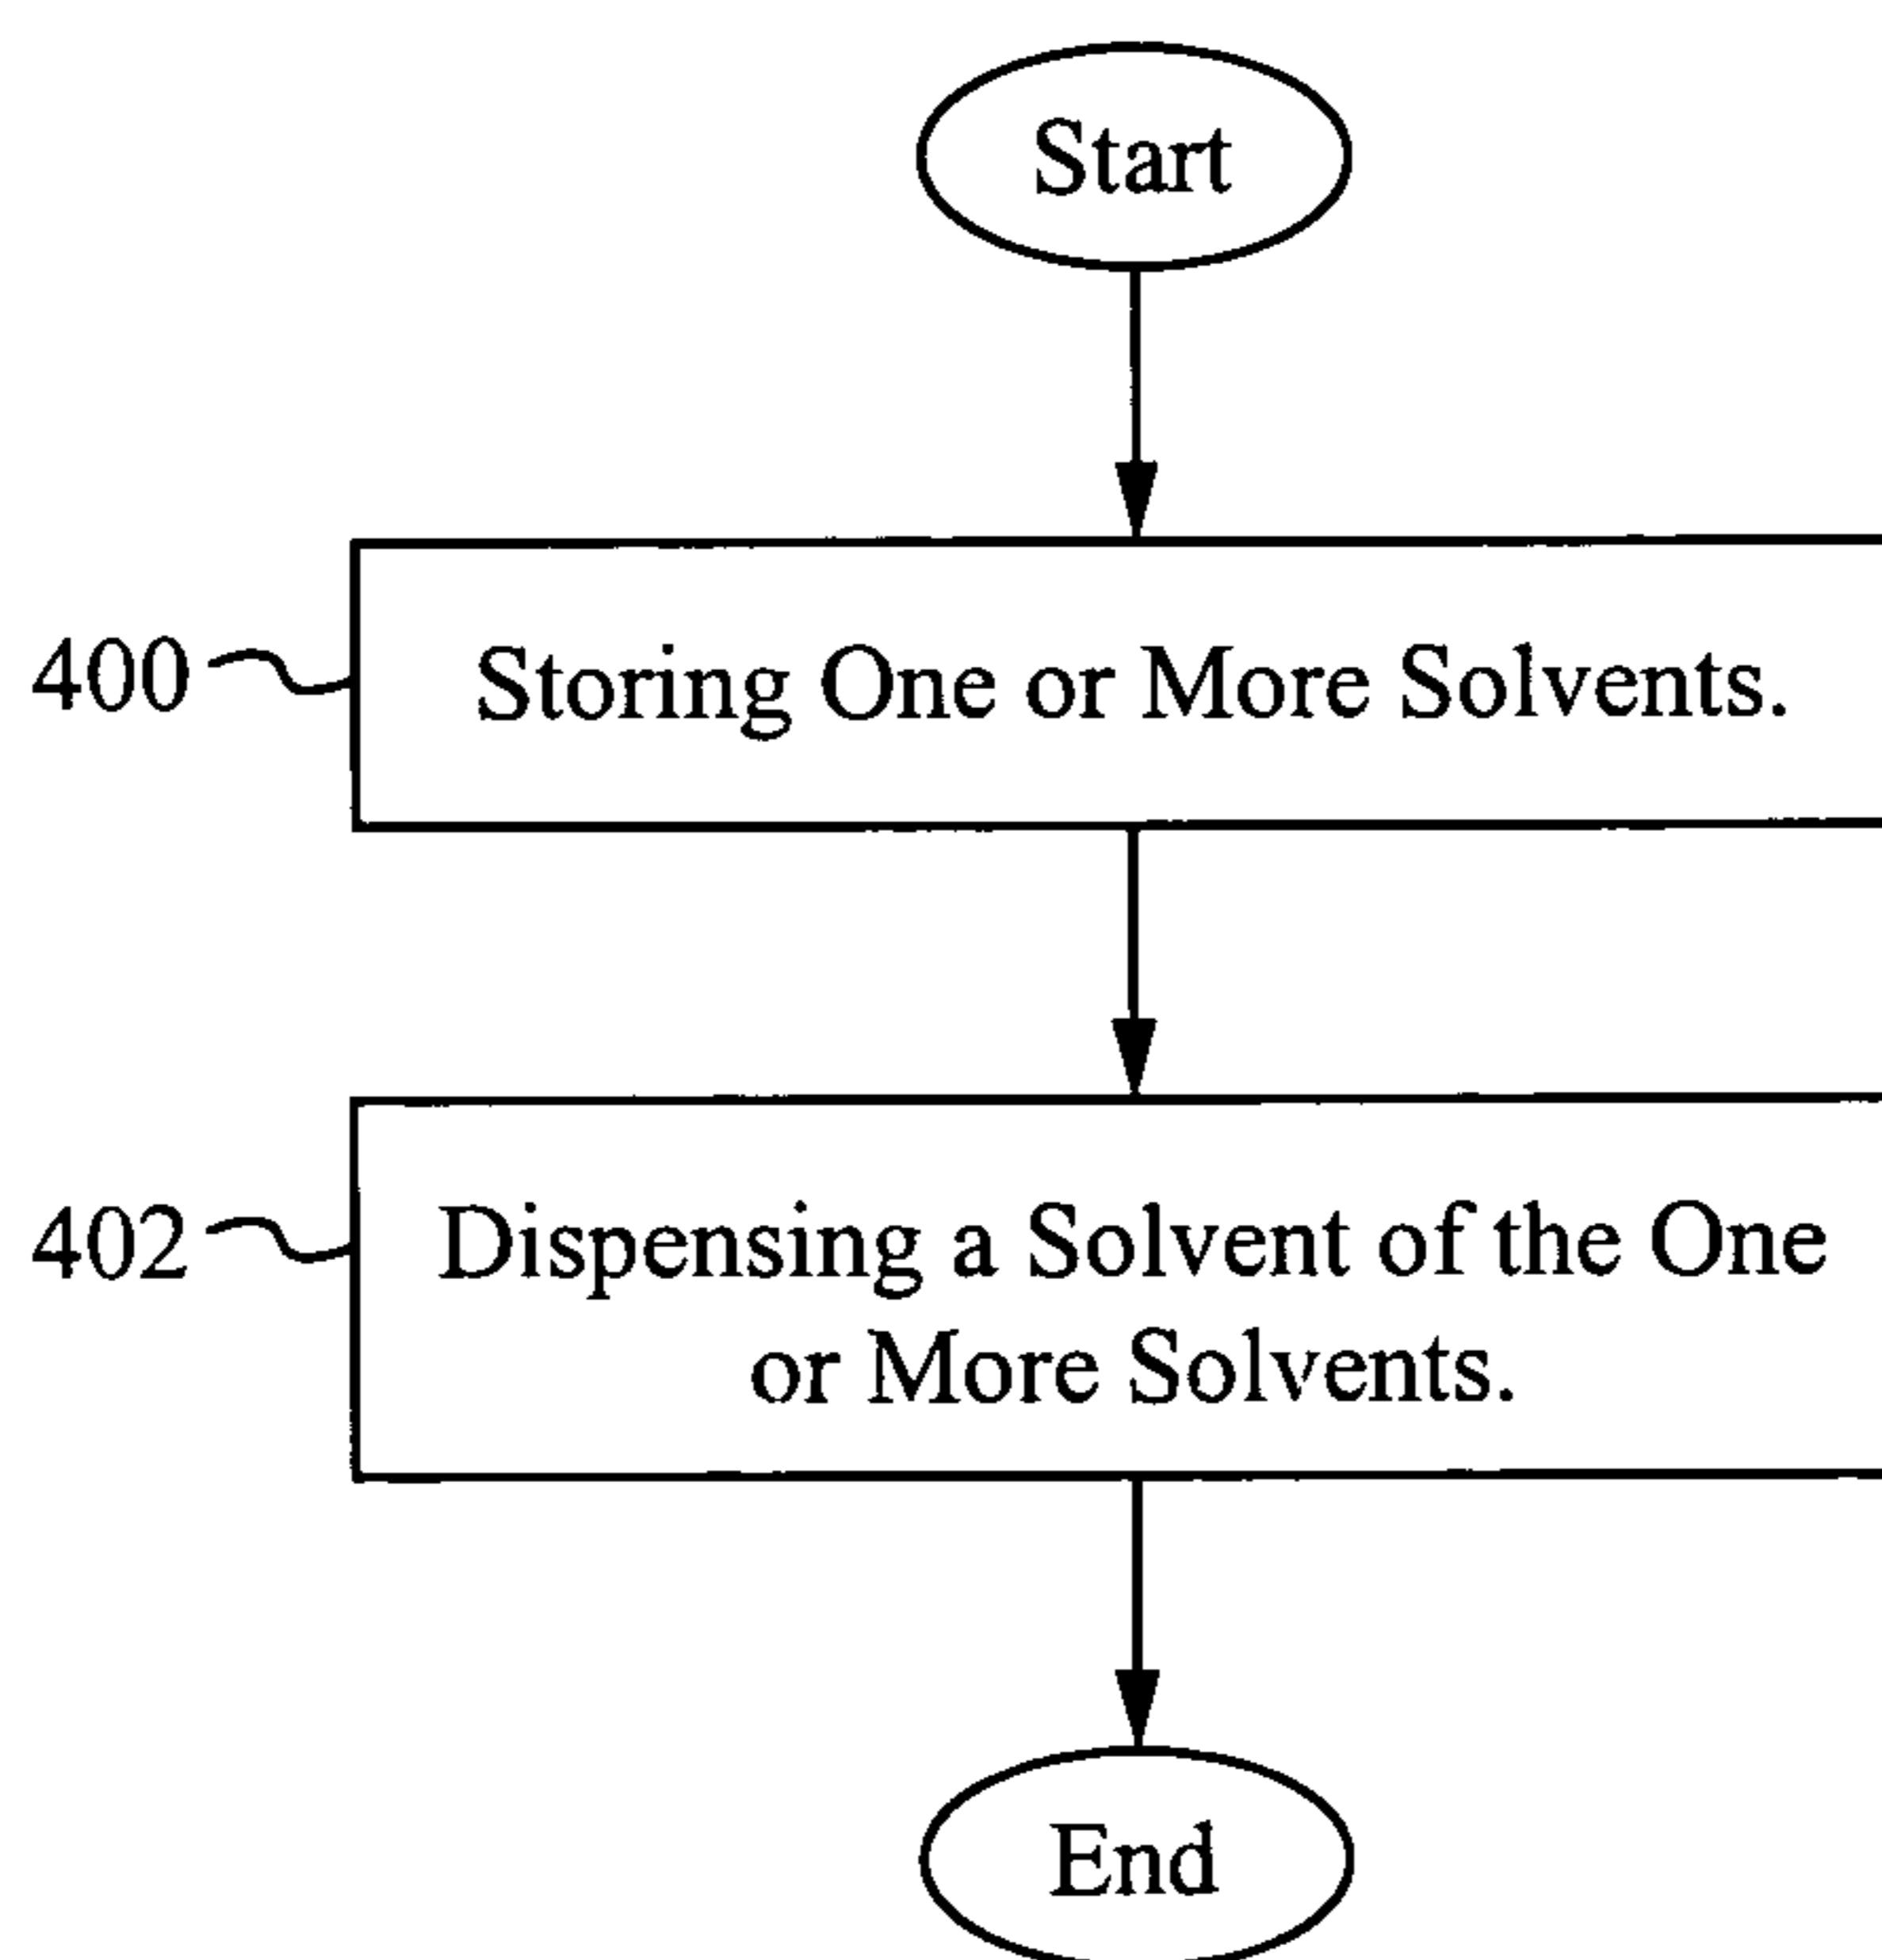 Start
400
Storing One or More Solvents.
402
Dispensing a Solvent of the One
or More Solvents.
End